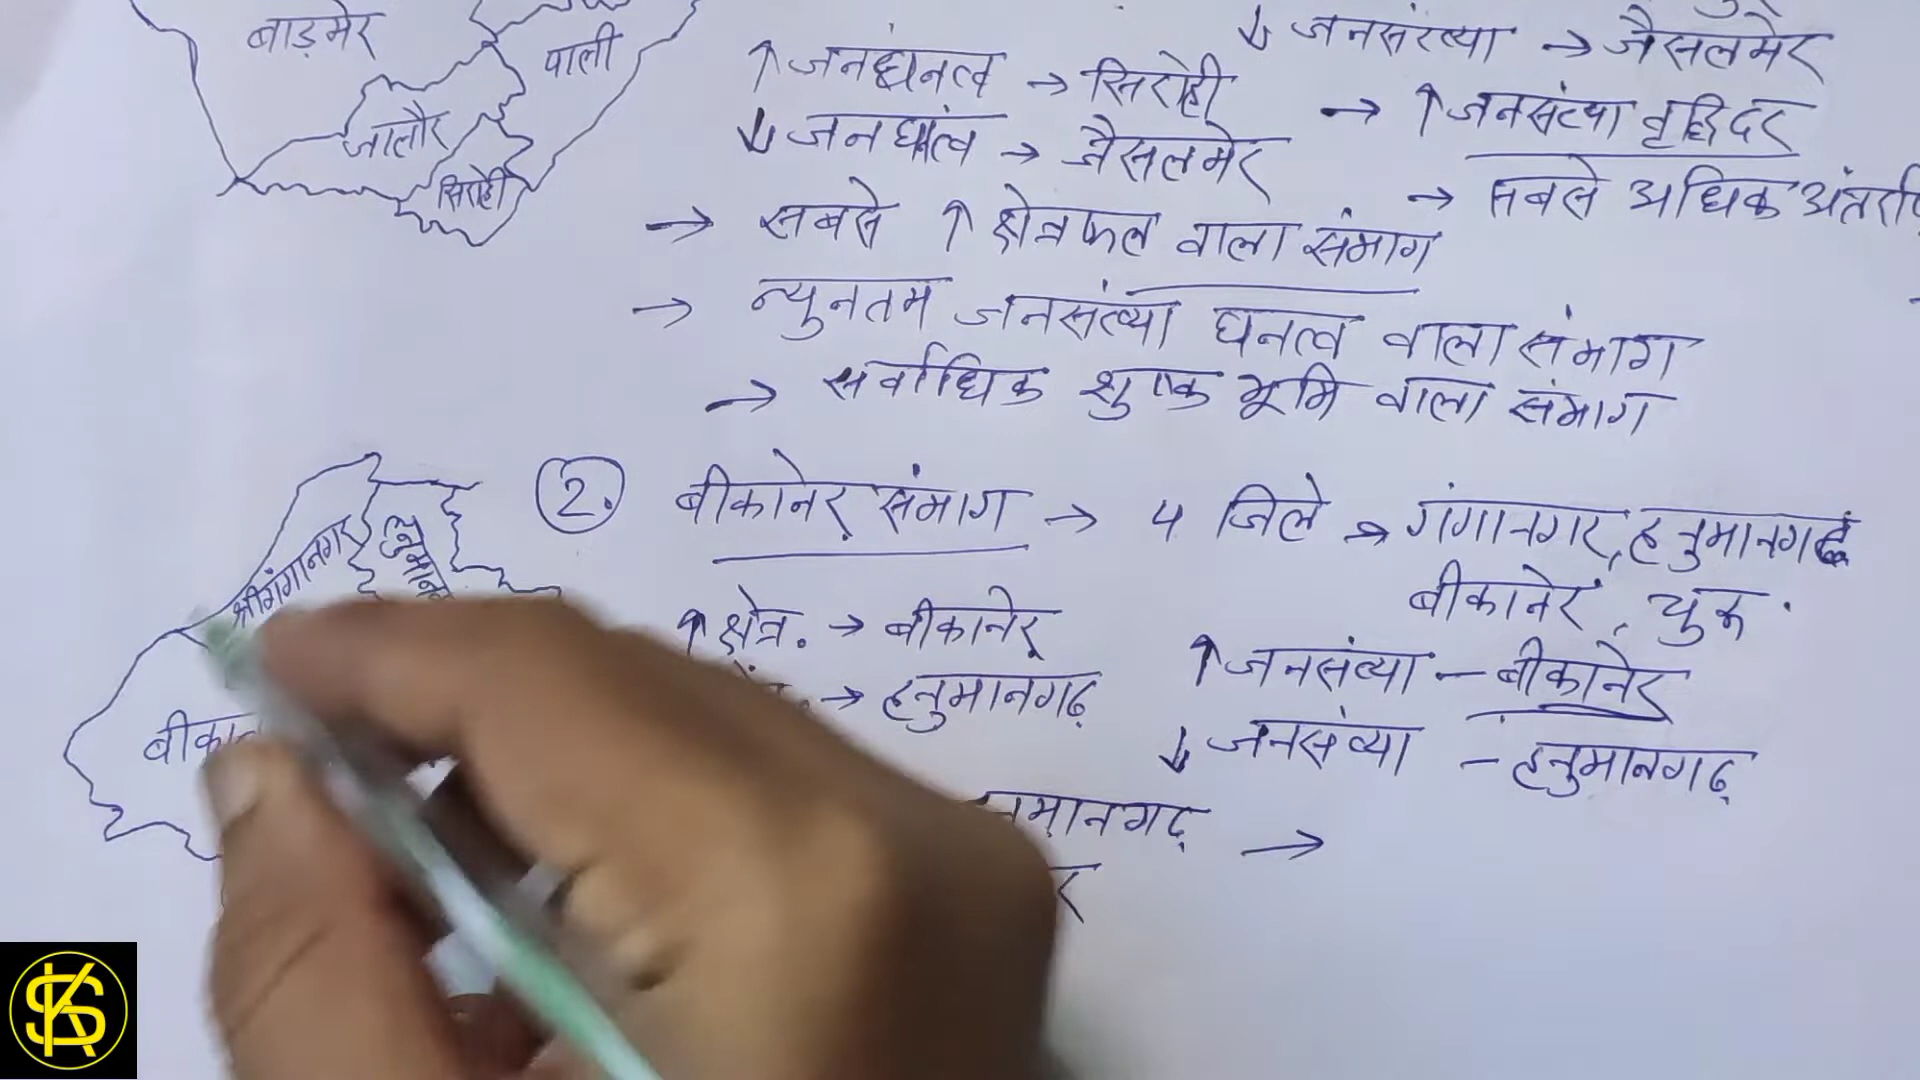 बाड़मेर
पाली
जालौर
सिरोही
↓ जनसंख्या → जैसलमेर
↑ जनघनत्व → सिरोही
→ ↑ जनसंख्या वृद्धिदर
↓ जनघनत्व → जैसलमेर
→ सबसे अधिक
→ सबसे ↑ क्षेत्रफल वाला संभाग
→ न्युनतम जनसंख्या घनत्व वाला संभाग
→ सर्वाधिक शुष्क भूमि वाला संभाग
2. बीकानेर संभाग → 4 जिले → गंगानगर, हनुमानगढ़
बीकानेर, चुरू.
श्रीगंगानगर
↑ क्षेत्र. → बीकानेर
→ हनुमानगढ़
↑ जनसंख्या – बीकानेर
↓ जनसंख्या – हनुमानगढ़
→
KS